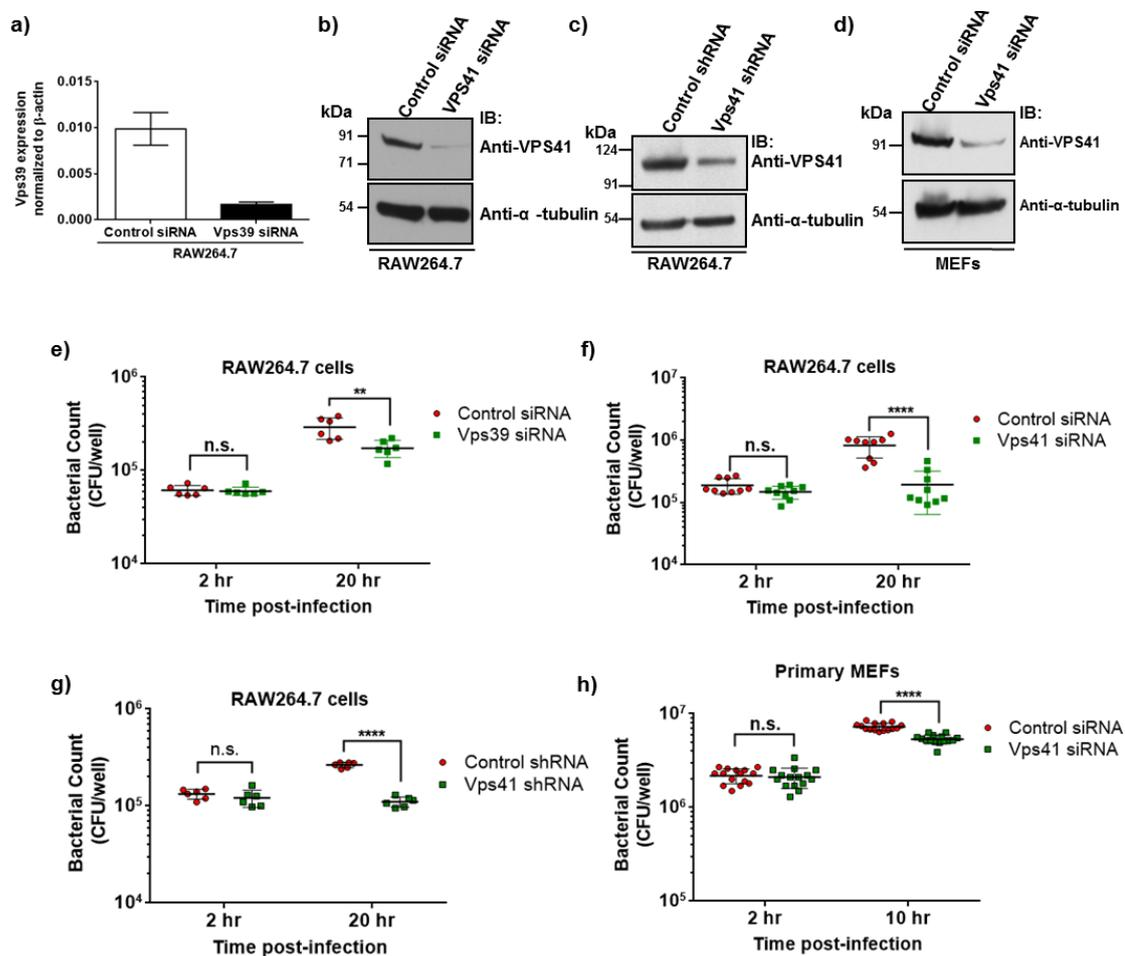 a)
Vps39 expression
normalized to β-actin
0.015
0.010
0.005
0.000
Control siRNA Vps39 siRNA
RAW264.7
b)
Control siRNA
VPS41 siRNA
kDa
IB:
91
Anti-VPS41
71
54
Anti-α -tubulin
RAW264.7
c)
Control shRNA
Vps41 shRNA
kDa
IB:
124
Anti-VPS41
91
54
Anti-α-tubulin
RAW264.7
d)
Control siRNA
Vps41 siRNA
kDa
IB:
91
Anti-VPS41
54
Anti-α-tubulin
MEFs
e)
RAW264.7 cells
Bacterial Count
(CFU/well)
10⁶
10⁵
10⁴
n.s.
**
Control siRNA
Vps39 siRNA
2 hr 20 hr
Time post-infection
f)
RAW264.7 cells
Bacterial Count
(CFU/well)
10⁷
10⁶
10⁵
10⁴
n.s.
****
Control siRNA
Vps41 siRNA
2 hr 20 hr
Time post-infection
g)
RAW264.7 cells
Bacterial Count
(CFU/well)
10⁶
10⁵
10⁴
n.s.
****
Control shRNA
Vps41 shRNA
2 hr 20 hr
Time post-infection
h)
Primary MEFs
Bacterial Count
(CFU/well)
10⁷
10⁶
10⁵
n.s.
****
Control siRNA
Vps41 siRNA
2 hr 10 hr
Time post-infection